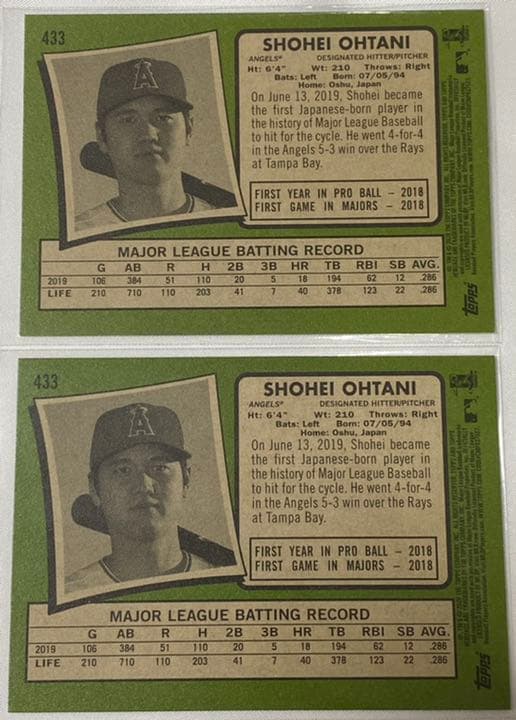 433
SHOHEI OHTANI
ANGELS® DESIGNATED HITTER/PITCHER
Ht: 6'4" Wt: 210 Throws: Right
Bats: Left Born: 07/05/94
Home: Oshu, Japan
On June 13, 2019, Shohei became
the first Japanese-born player in
the history of Major League Baseball
to hit for the cycle. He went 4-for-4
in the Angels 5-3 win over the Rays
at Tampa Bay.
FIRST YEAR IN PRO BALL – 2018
FIRST GAME IN MAJORS – 2018
MAJOR LEAGUE BATTING RECORD
G AB R H 2B 3B HR TB RBI SB AVG.
2019 106 384 51 110 20 5 18 194 62 12 .286
LIFE 210 710 110 203 41 7 40 378 123 22 .286
A
topps
433
SHOHEI OHTANI
ANGELS® DESIGNATED HITTER/PITCHER
Ht: 6'4" Wt: 210 Throws: Right
Bats: Left Born: 07/05/94
Home: Oshu, Japan
On June 13, 2019, Shohei became
the first Japanese-born player in
the history of Major League Baseball
to hit for the cycle. He went 4-for-4
in the Angels 5-3 win over the Rays
at Tampa Bay.
FIRST YEAR IN PRO BALL – 2018
FIRST GAME IN MAJORS – 2018
MAJOR LEAGUE BATTING RECORD
G AB R H 2B 3B HR TB RBI SB AVG.
2019 106 384 51 110 20 5 18 194 62 12 .286
LIFE 210 710 110 203 41 7 40 378 123 22 .286
A
topps